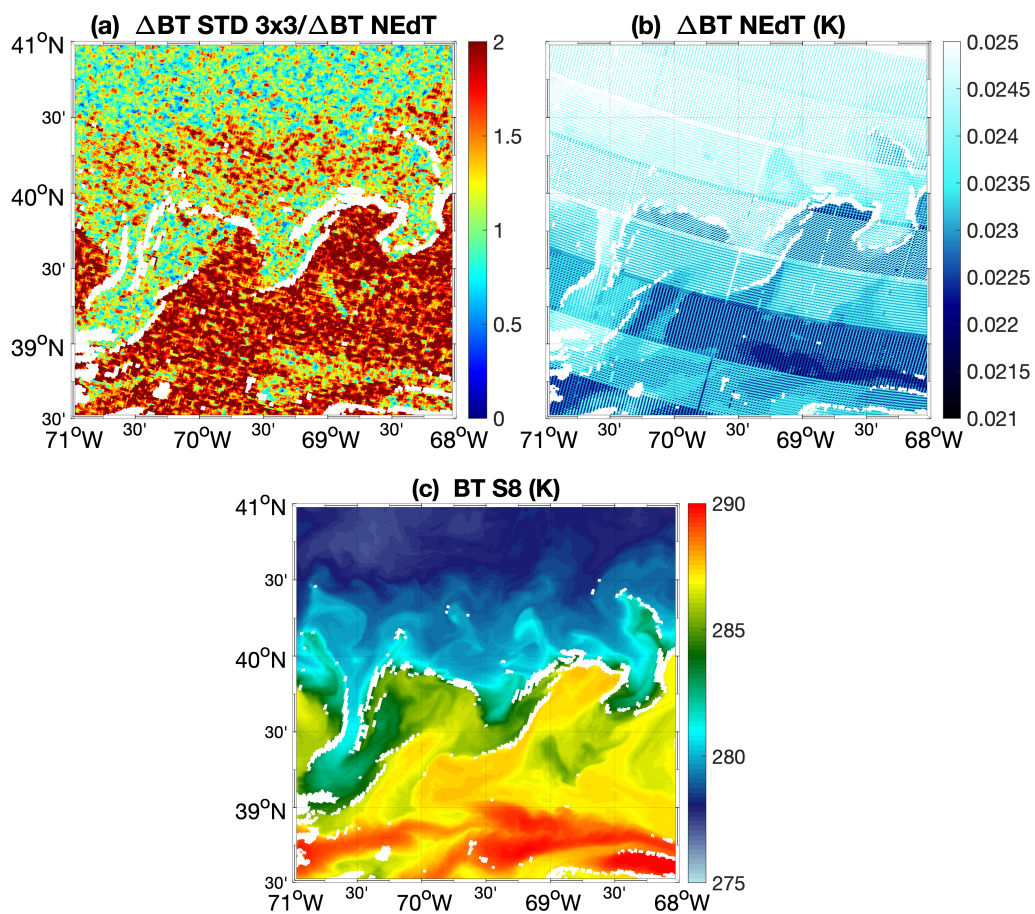 (a) △BT STD 3x3/△BT NEdT
41°N
30'
40°N
30'
39°N
30'
71°W 30' 70°W 30' 69°W 30' 68°W
2
1.5
1
0.5
0
(b) △BT NEdT (K)
71°W 30' 70°W 30' 69°W 30' 68°W
0.025
0.0245
0.024
0.0235
0.023
0.0225
0.022
0.0215
0.021
(c) BT S8 (K)
41°N
30'
40°N
30'
39°N
30'
71°W 30' 70°W 30' 69°W 30' 68°W
290
285
280
275